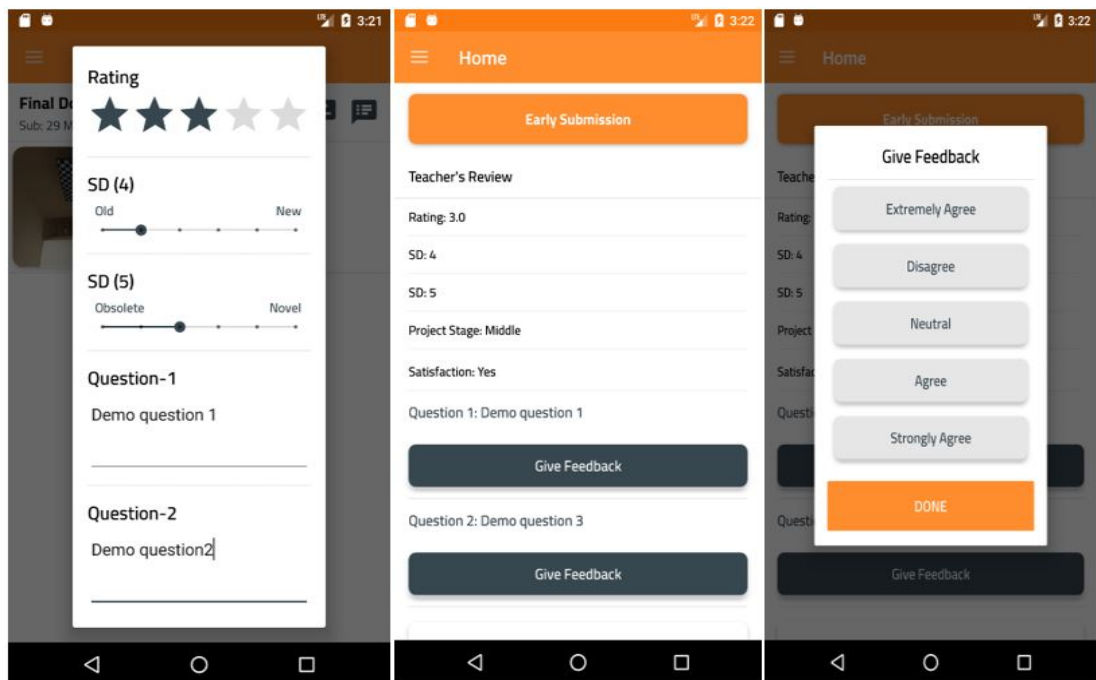 3:21
Final Do
Sub: 29 M
Rating
SD (4)
Old New
SD (5)
Obsolete Novel
Question-1
Demo question 1
Question-2
Demo question2
3:22
Home
Early Submission
Teacher's Review
Rating: 3.0
SD: 4
SD: 5
Project Stage: Middle
Satisfaction: Yes
Question 1: Demo question 1
Give Feedback
Question 2: Demo question 3
Give Feedback
3:22
Home
Early Submission
Teache
Rating:
SD: 4
SD: 5
Project
Satisfac
Questi
Questi
Give Feedback
Give Feedback
Extremely Agree
Disagree
Neutral
Agree
Strongly Agree
DONE